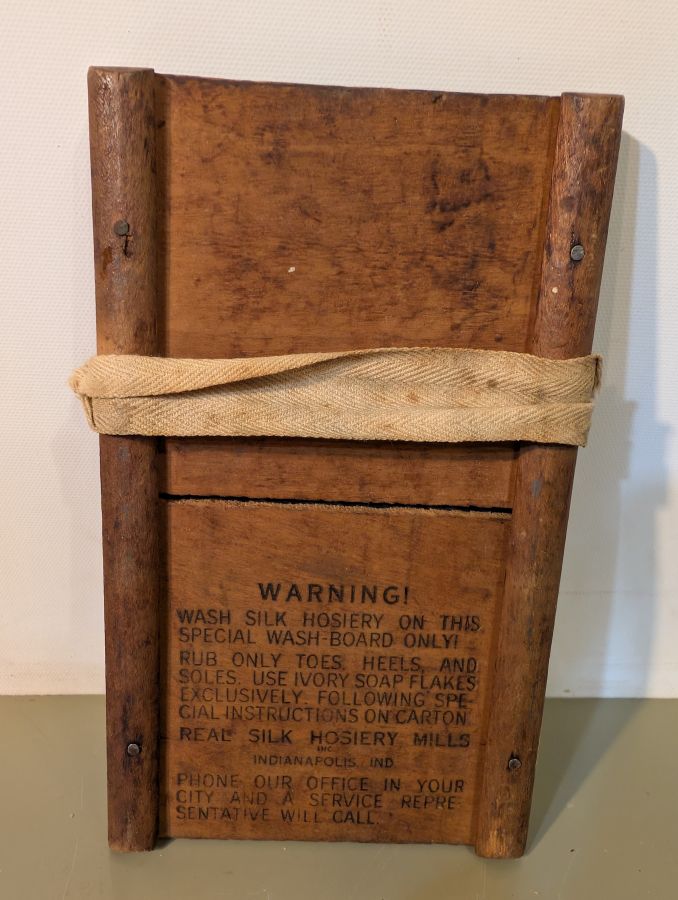 WARNING!
WASH SILK HOSIERY ON THIS
SPECIAL WASH-BOARD ONLY!
RUB ONLY TOES, HEELS, AND
SOLES. USE IVORY SOAP FLAKES
EXCLUSIVELY, FOLLOWING SPE-
CIAL INSTRUCTIONS ON CARTON
REAL SILK HOSIERY MILLS
INC.
INDIANAPOLIS, IND.
PHONE OUR OFFICE IN YOUR
CITY AND A SERVICE REPRE-
SENTATIVE WILL CALL.